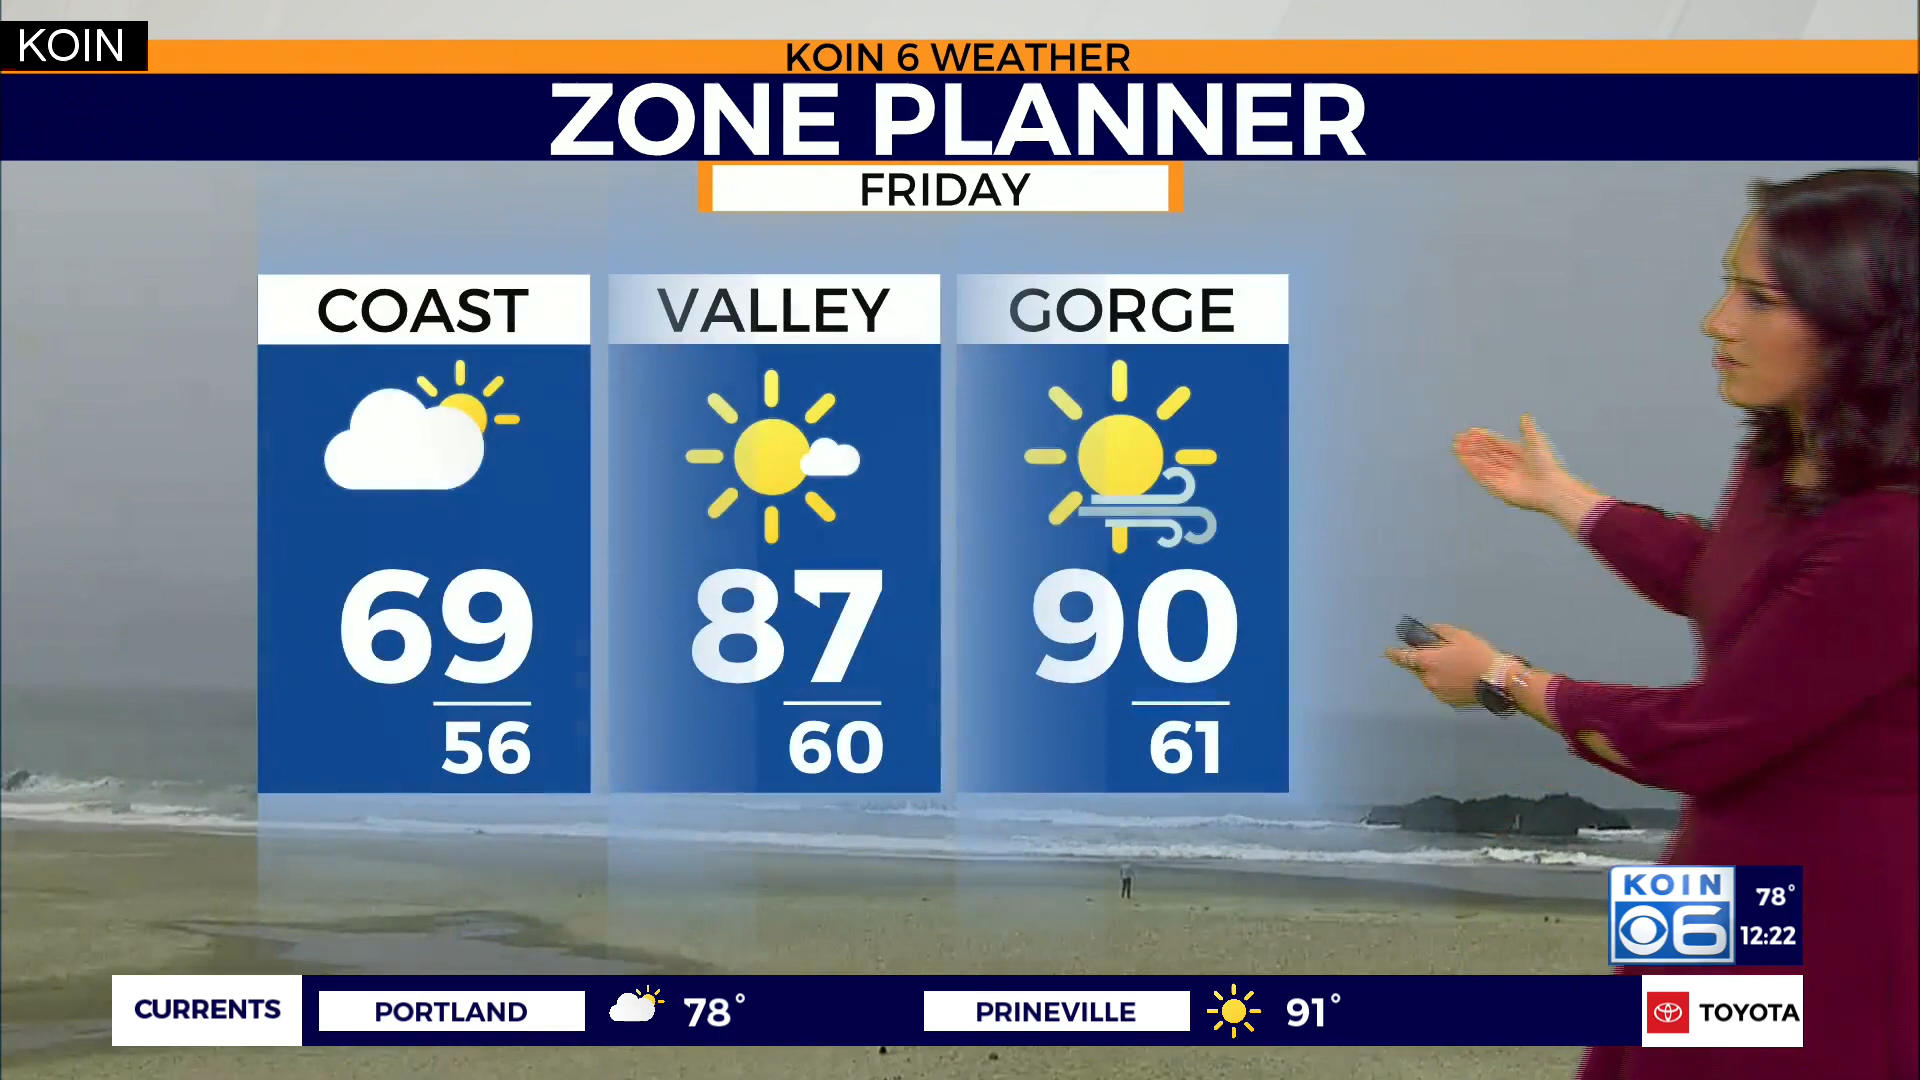 KOIN
KOIN 6 WEATHER
ZONE PLANNER
FRIDAY
COAST
69
56
VALLEY
87
60
GORGE
90
61
KOIN
6
78°
12:22
CURRENTS
PORTLAND
78°
PRINEVILLE
91°
TOYOTA